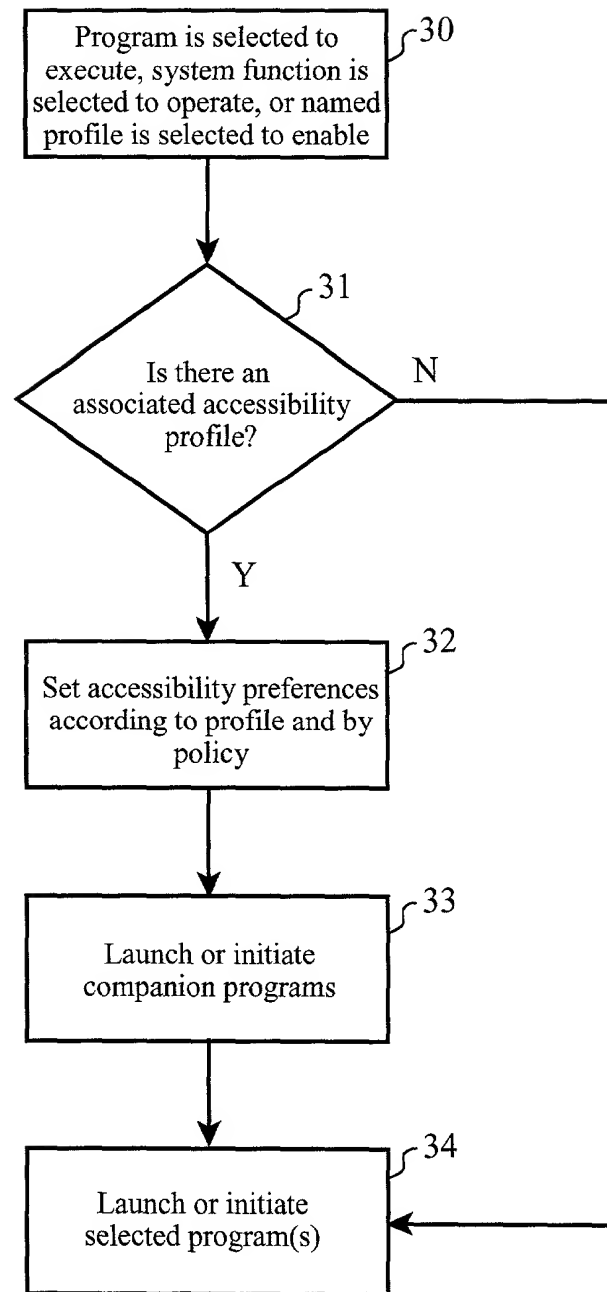 Program is selected to
execute, system function is
selected to operate, or named
profile is selected to enable
30
31
Is there an
associated accessibility
profile?
N
Y
32
Set accessibility preferences
according to profile and by
policy
33
Launch or initiate
companion programs
34
Launch or initiate
selected program(s)